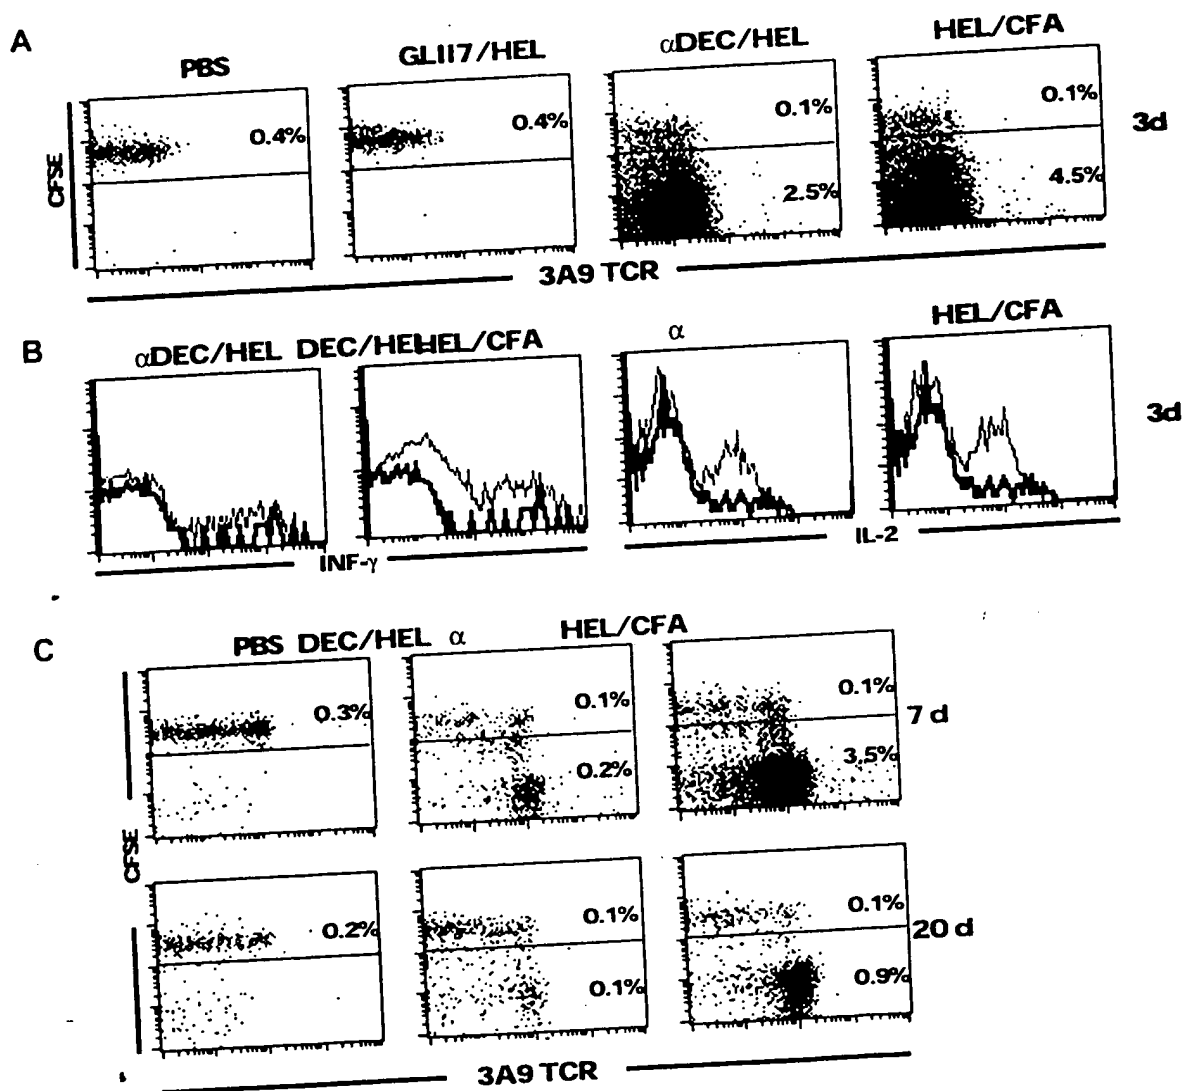 A
PBS
GL117/HEL
αDEC/HEL
HEL/CFA
0.4%
0.4%
0.1%
2.5%
0.1%
4.5%
3d
CFSE
3A9 TCR
B
αDEC/HEL DEC/HEL HEL/CFA
α
HEL/CFA
3d
INF-γ
IL-2
C
PBS DEC/HEL α
HEL/CFA
0.3%
0.1%
0.2%
0.1%
3,5%
7 d
CFSE
0.2%
0.1%
0.1%
0.1%
0.9%
20 d
3A9 TCR